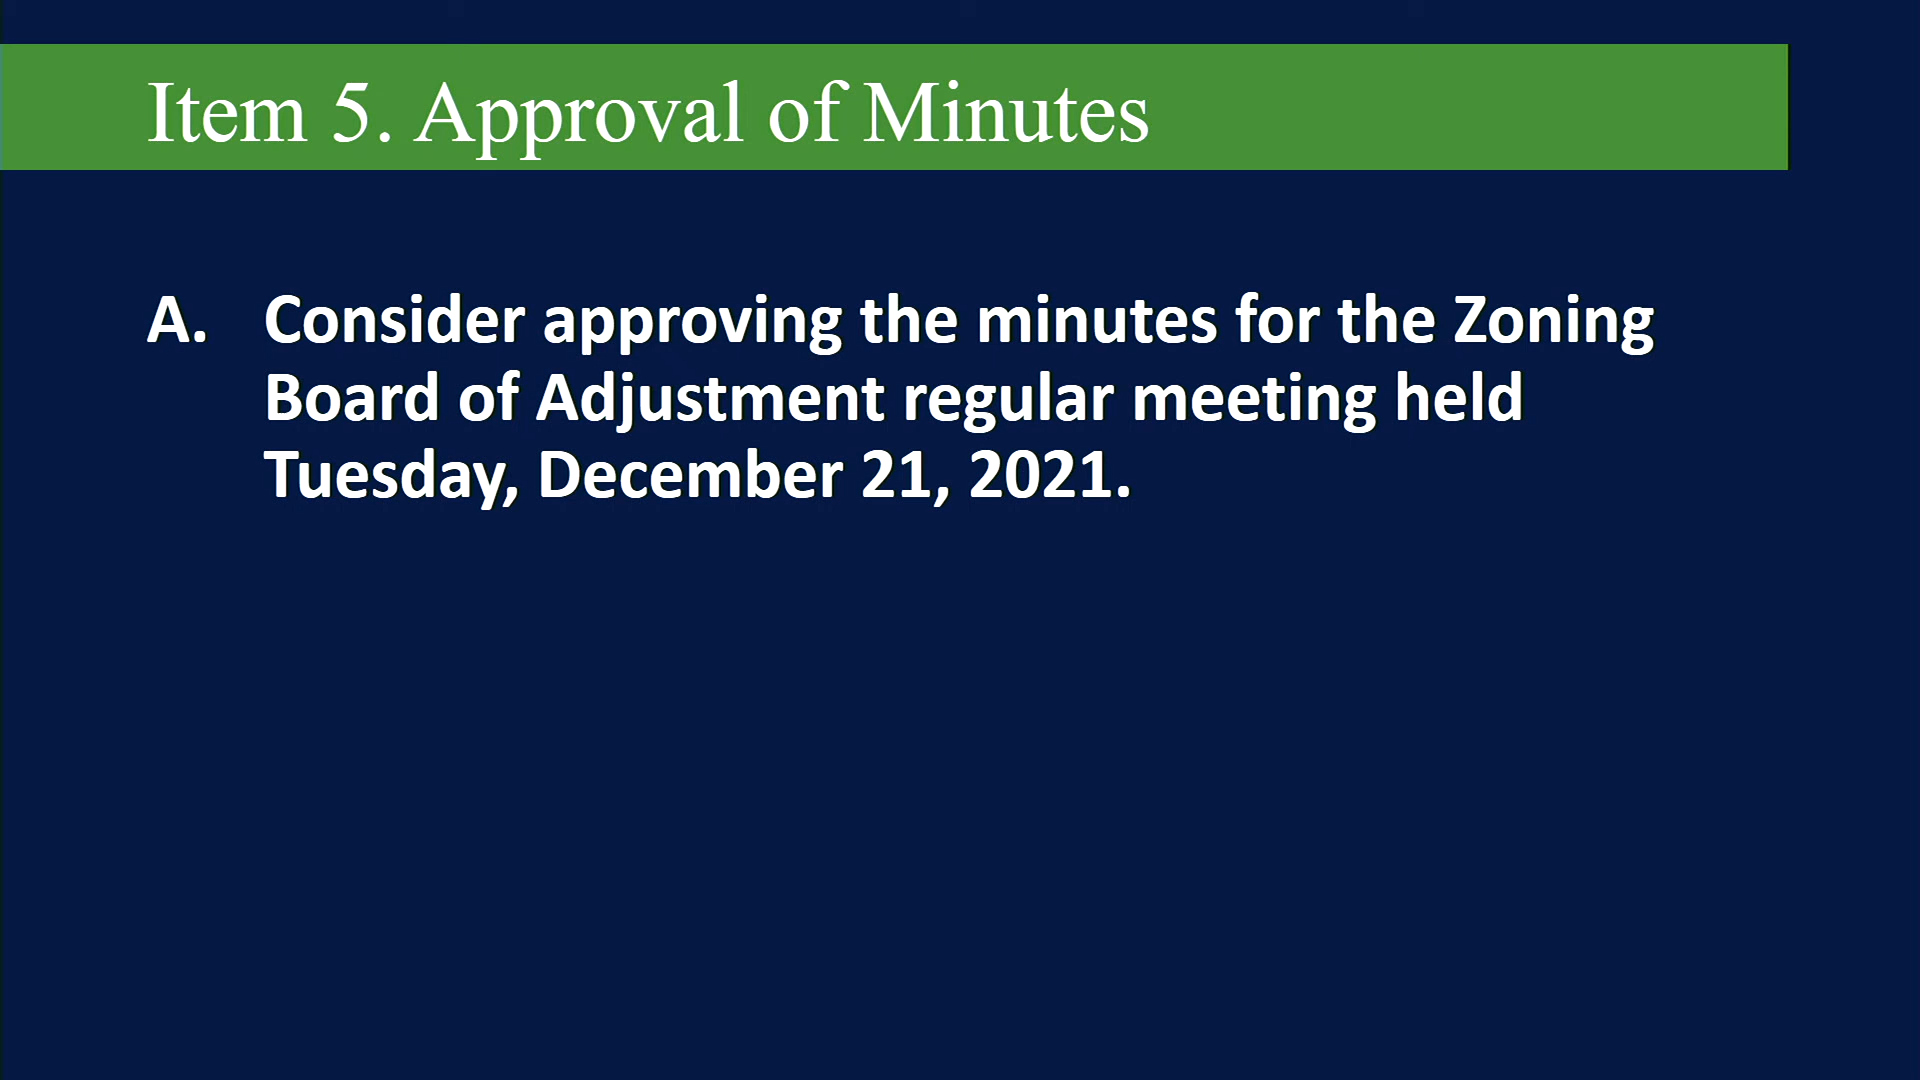 Item 5. Approval of Minutes
A. Consider approving the minutes for the Zoning
Board of Adjustment regular meeting held
Tuesday, December 21, 2021.